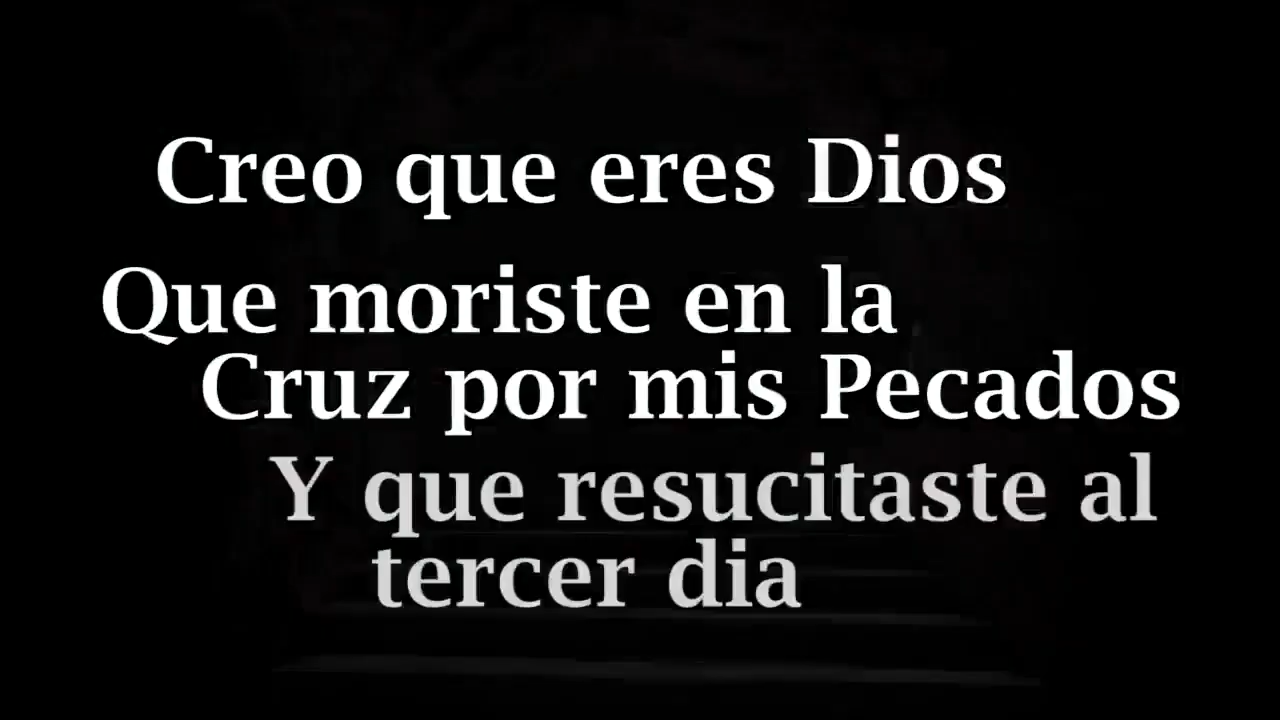 Creo que eres Dios
Que moriste en la
Cruz por mis Pecados
Y que resucitaste al
tercer dia